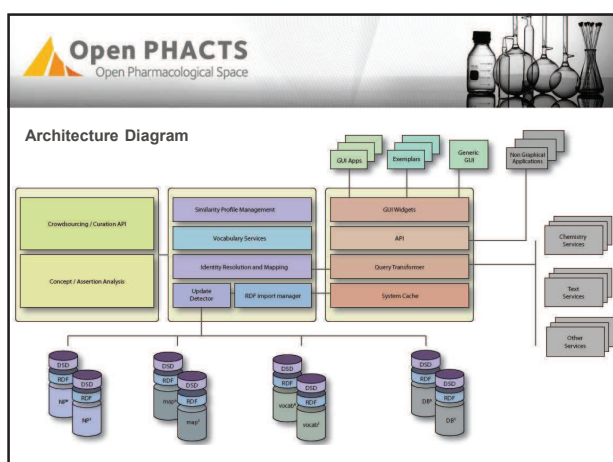 Open PHACTS
Open Pharmacological Space
Architecture Diagram
GUI Apps
Exemplars
Generic
GUI
Non Graphical
Applications
Crowdsourcing / Curation API
Concept / Assertion Analysis
Similarity Profile Management
Vocabulary Services
Identity Resolution and Mapping
Update
Detector
RDF import manager
GUI Widgets
API
Query Transformer
System Cache
Chemistry
Services
Text
Services
Other
Services
DSD
RDF
DSD
RDF
DSD
RDF
DSD
RDF
DSD
RDF
DSD
RDF
DSD
RDF
DSD
RDF